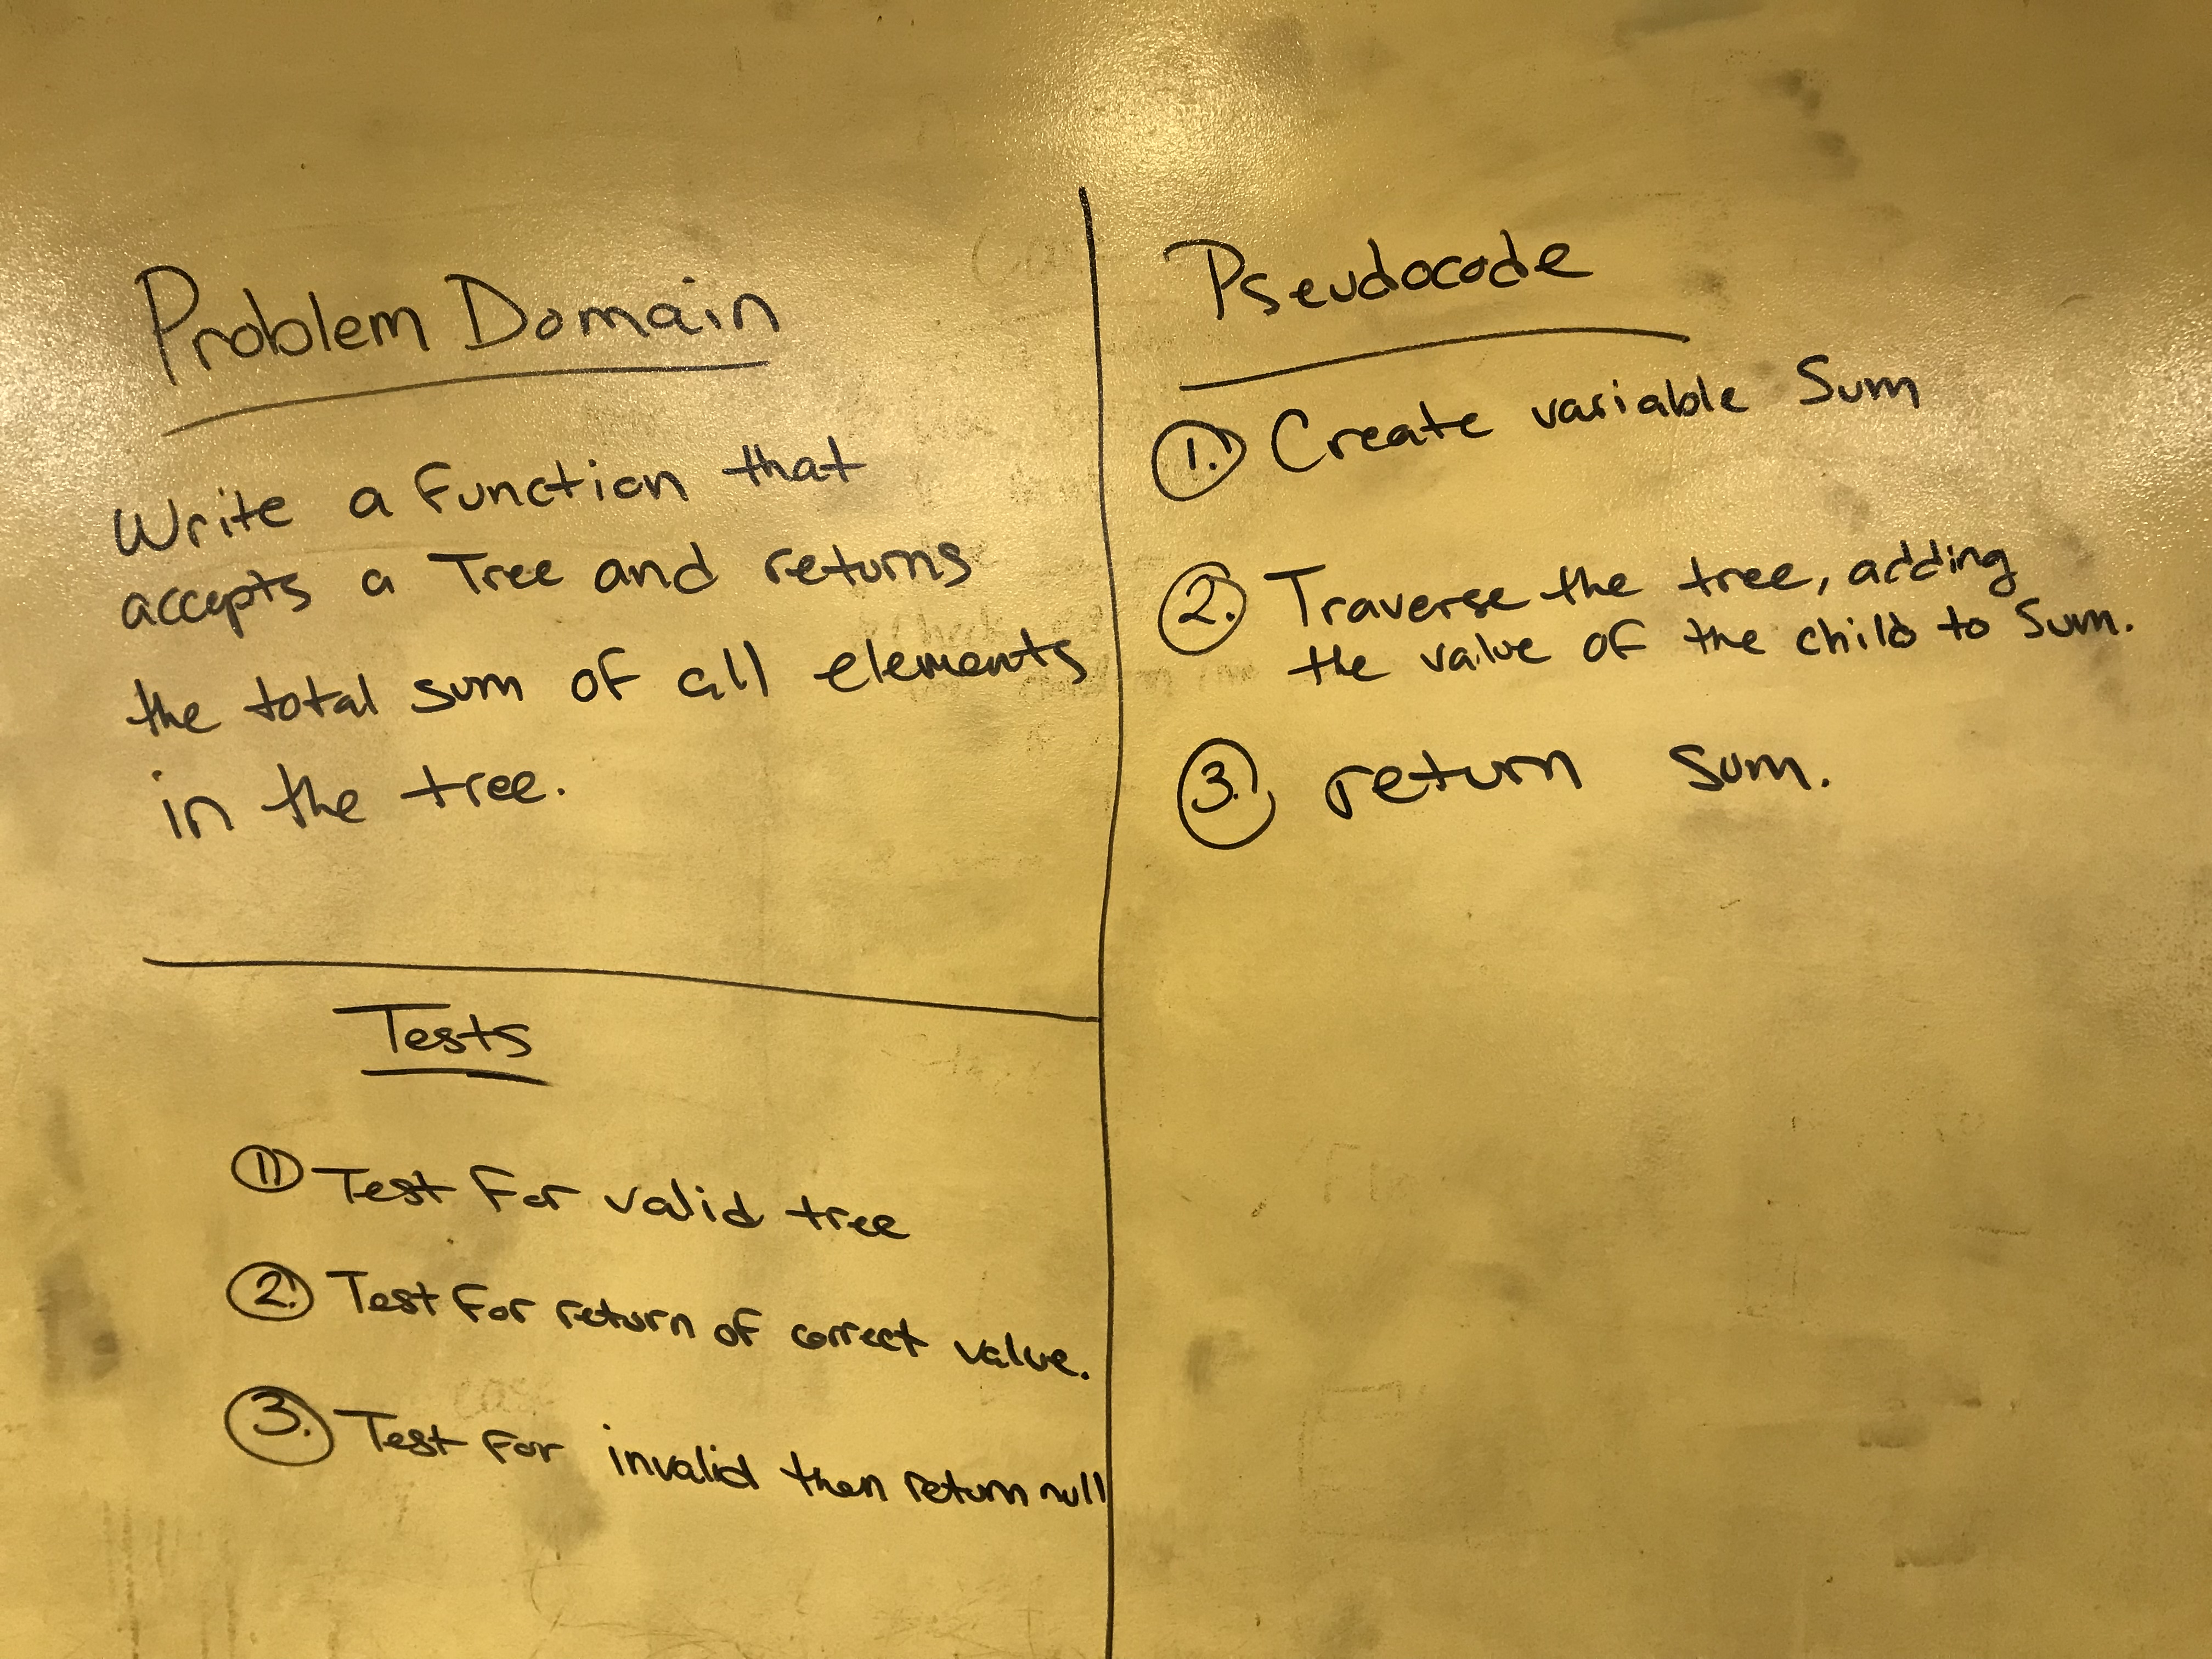 Problem Domain
Write a function that
accepts a Tree and returns
the total sum of all elements
in the tree.
Tests
1) Test for valid tree
2. Test for return of correct value.
3. Test for invalid then return null
Pseudocode
1. Create variable Sum
2. Traverse the tree, adding
the value of the child to Sum.
3. return sum.